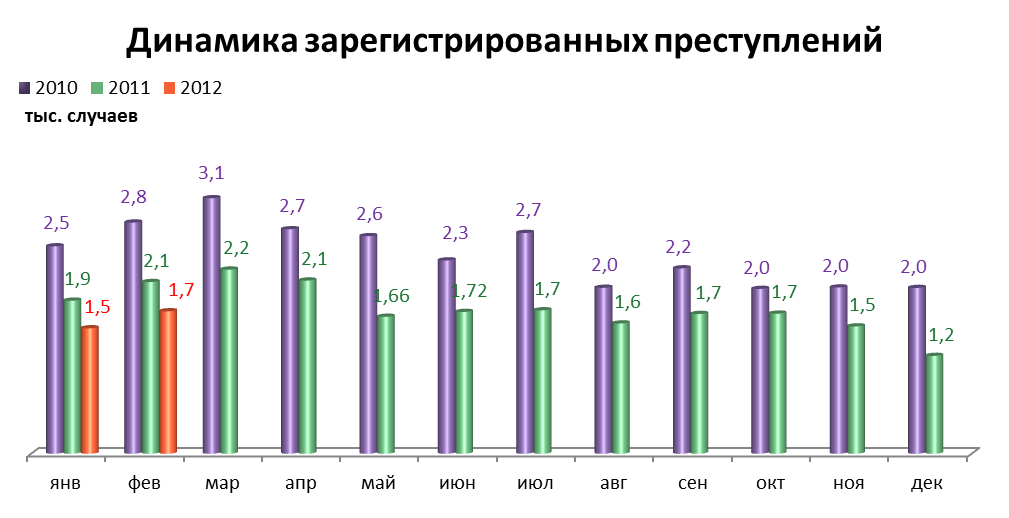 Динамика зарегистрированных преступлений
2010 2011 2012
тыс. случаев
2,5 1,9 1,5
2,8 2,1 1,7
3,1 2,2
2,7 2,1
2,6 1,66
2,3 1,72
2,7 1,7
2,0 1,6
2,2 1,7
2,0 1,7
2,0 1,5
2,0 1,2
янв фев мар апр май июн июл авг сен окт ноя дек